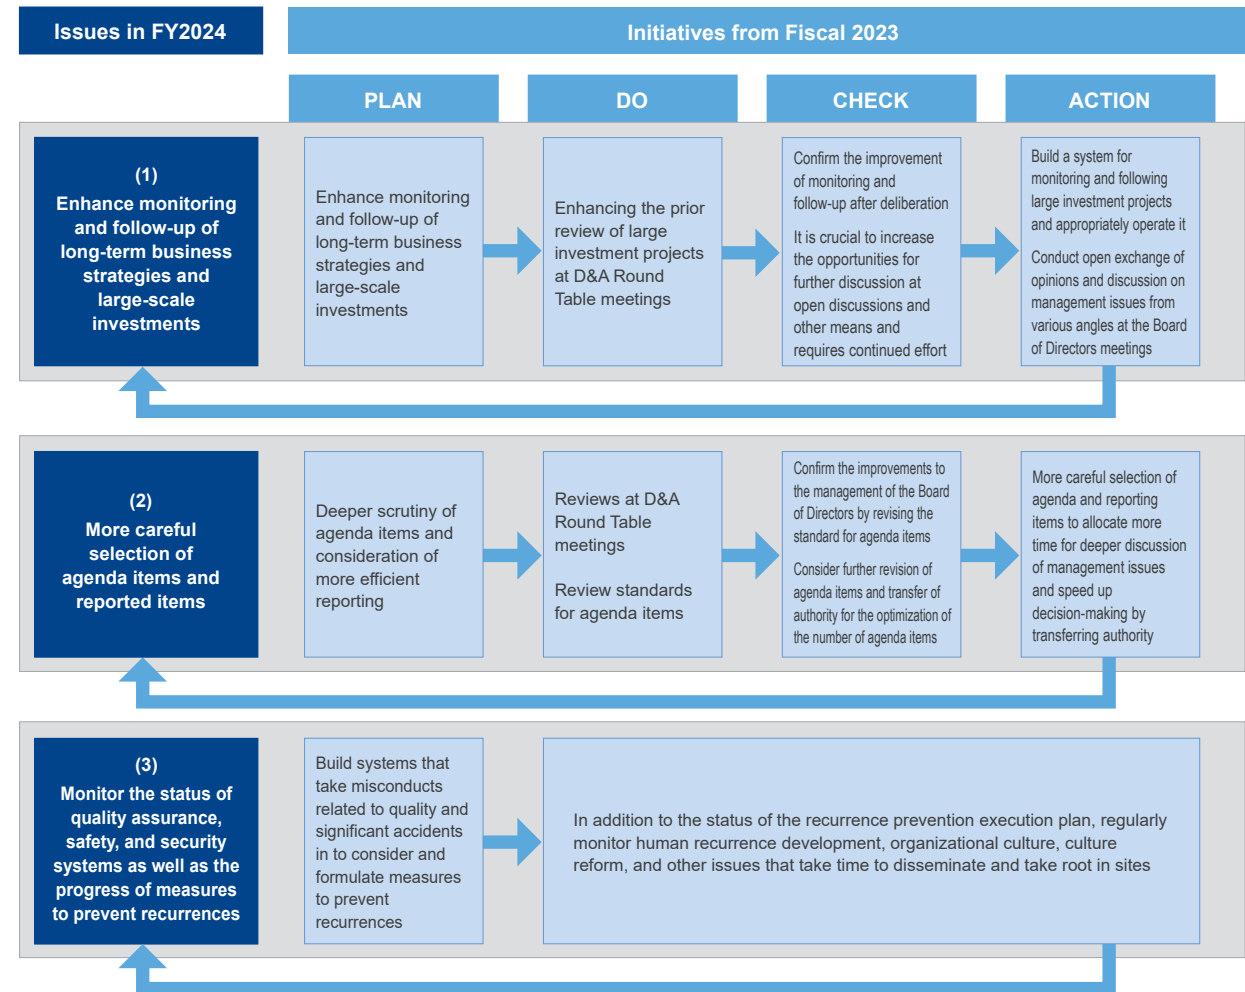 Issues in FY2024
Initiatives from Fiscal 2023
PLAN
DO
CHECK
ACTION
(1)
Enhance monitoring
and follow-up of
long-term business
strategies and
large-scale
investments
Enhance monitoring
and follow-up of
long-term business
strategies and
large-scale
investments
Enhancing the prior
review of large
investment projects
at D&A Round
Table meetings
Confirm the improvement
of monitoring and
follow-up after deliberation
It is crucial to increase
the opportunities for
further discussion at
open discussions and
other means and
requires continued effort
Build a system for
monitoring and following
large investment projects
and appropriately operate it
Conduct open exchange of
opinions and discussion on
management issues from
various angles at the Board
of Directors meetings
(2)
More careful
selection of
agenda items and
reported items
Deeper scrutiny of
agenda items and
consideration of
more efficient
reporting
Reviews at D&A
Round Table
meetings
Review standards
for agenda items
Confirm the improvements to
the management of the Board
of Directors by revising the
standard for agenda items
Consider further revision of
agenda items and transfer of
authority for the optimization of
the number of agenda items
More careful selection of
agenda and reporting
items to allocate more
time for deeper discussion
of management issues
and speed up
decision-making by
transferring authority
(3)
Monitor the status of
quality assurance,
safety, and security
systems as well as the
progress of measures
to prevent recurrences
Build systems that
take misconducts
related to quality and
significant accidents
in to consider and
formulate measures
to prevent
recurrences
In addition to the status of the recurrence prevention execution plan, regularly
monitor human recurrence development, organizational culture, culture
reform, and other issues that take time to disseminate and take root in sites